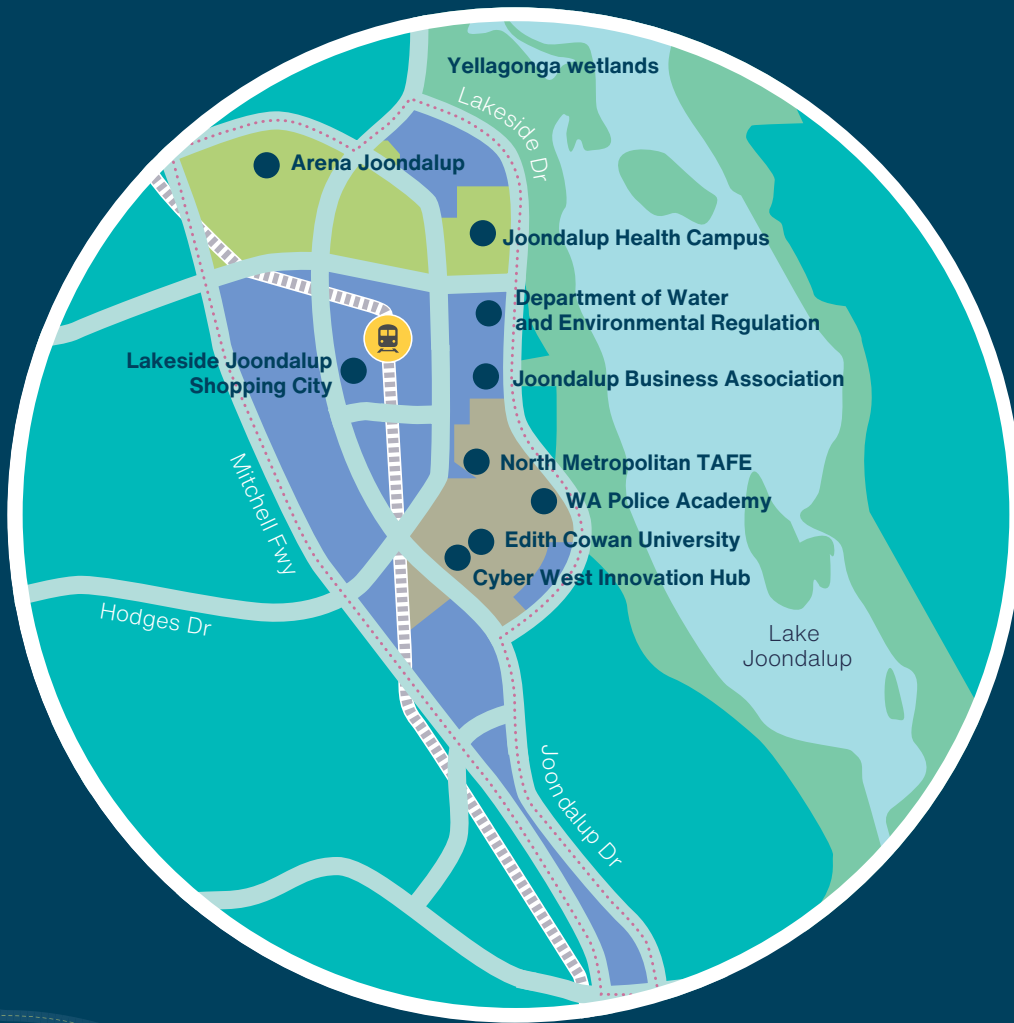 Yellagonga wetlands
Lakeside Dr
Arena Joondalup
Joondalup Health Campus
Department of Water
and Environmental Regulation
Lakeside Joondalup
Shopping City
Joondalup Business Association
North Metropolitan TAFE
WA Police Academy
Edith Cowan University
Cyber West Innovation Hub
Mitchell Fwy
Hodges Dr
Lake
Joondalup
Joondalup Dr